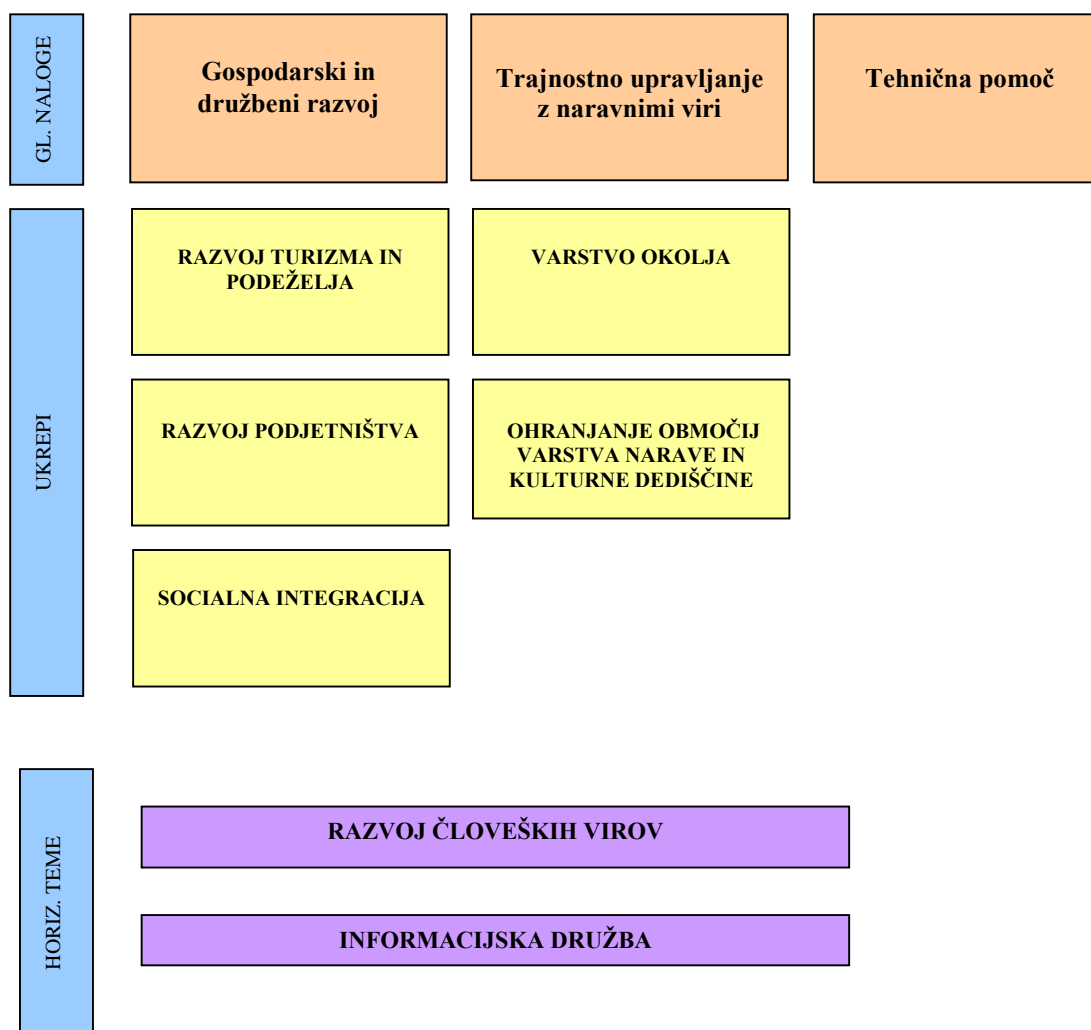 GL. NALOGE
Gospodarski in
družbeni razvoj
Trajnostno upravljanje
z naravnimi viri
Tehnična pomoč
UKREPI
RAZVOJ TURIZMA IN
PODEŽELJA
VARSTVO OKOLJA
RAZVOJ PODJETNIŠTVA
OHRANJANJE OBMOČIJ
VARSTVA NARAVE IN
KULTURNE DEDIŠČINE
SOCIALNA INTEGRACIJA
HORIZ. TEME
RAZVOJ ČLOVEŠKIH VIROV
INFORMACIJSKA DRUŽBA